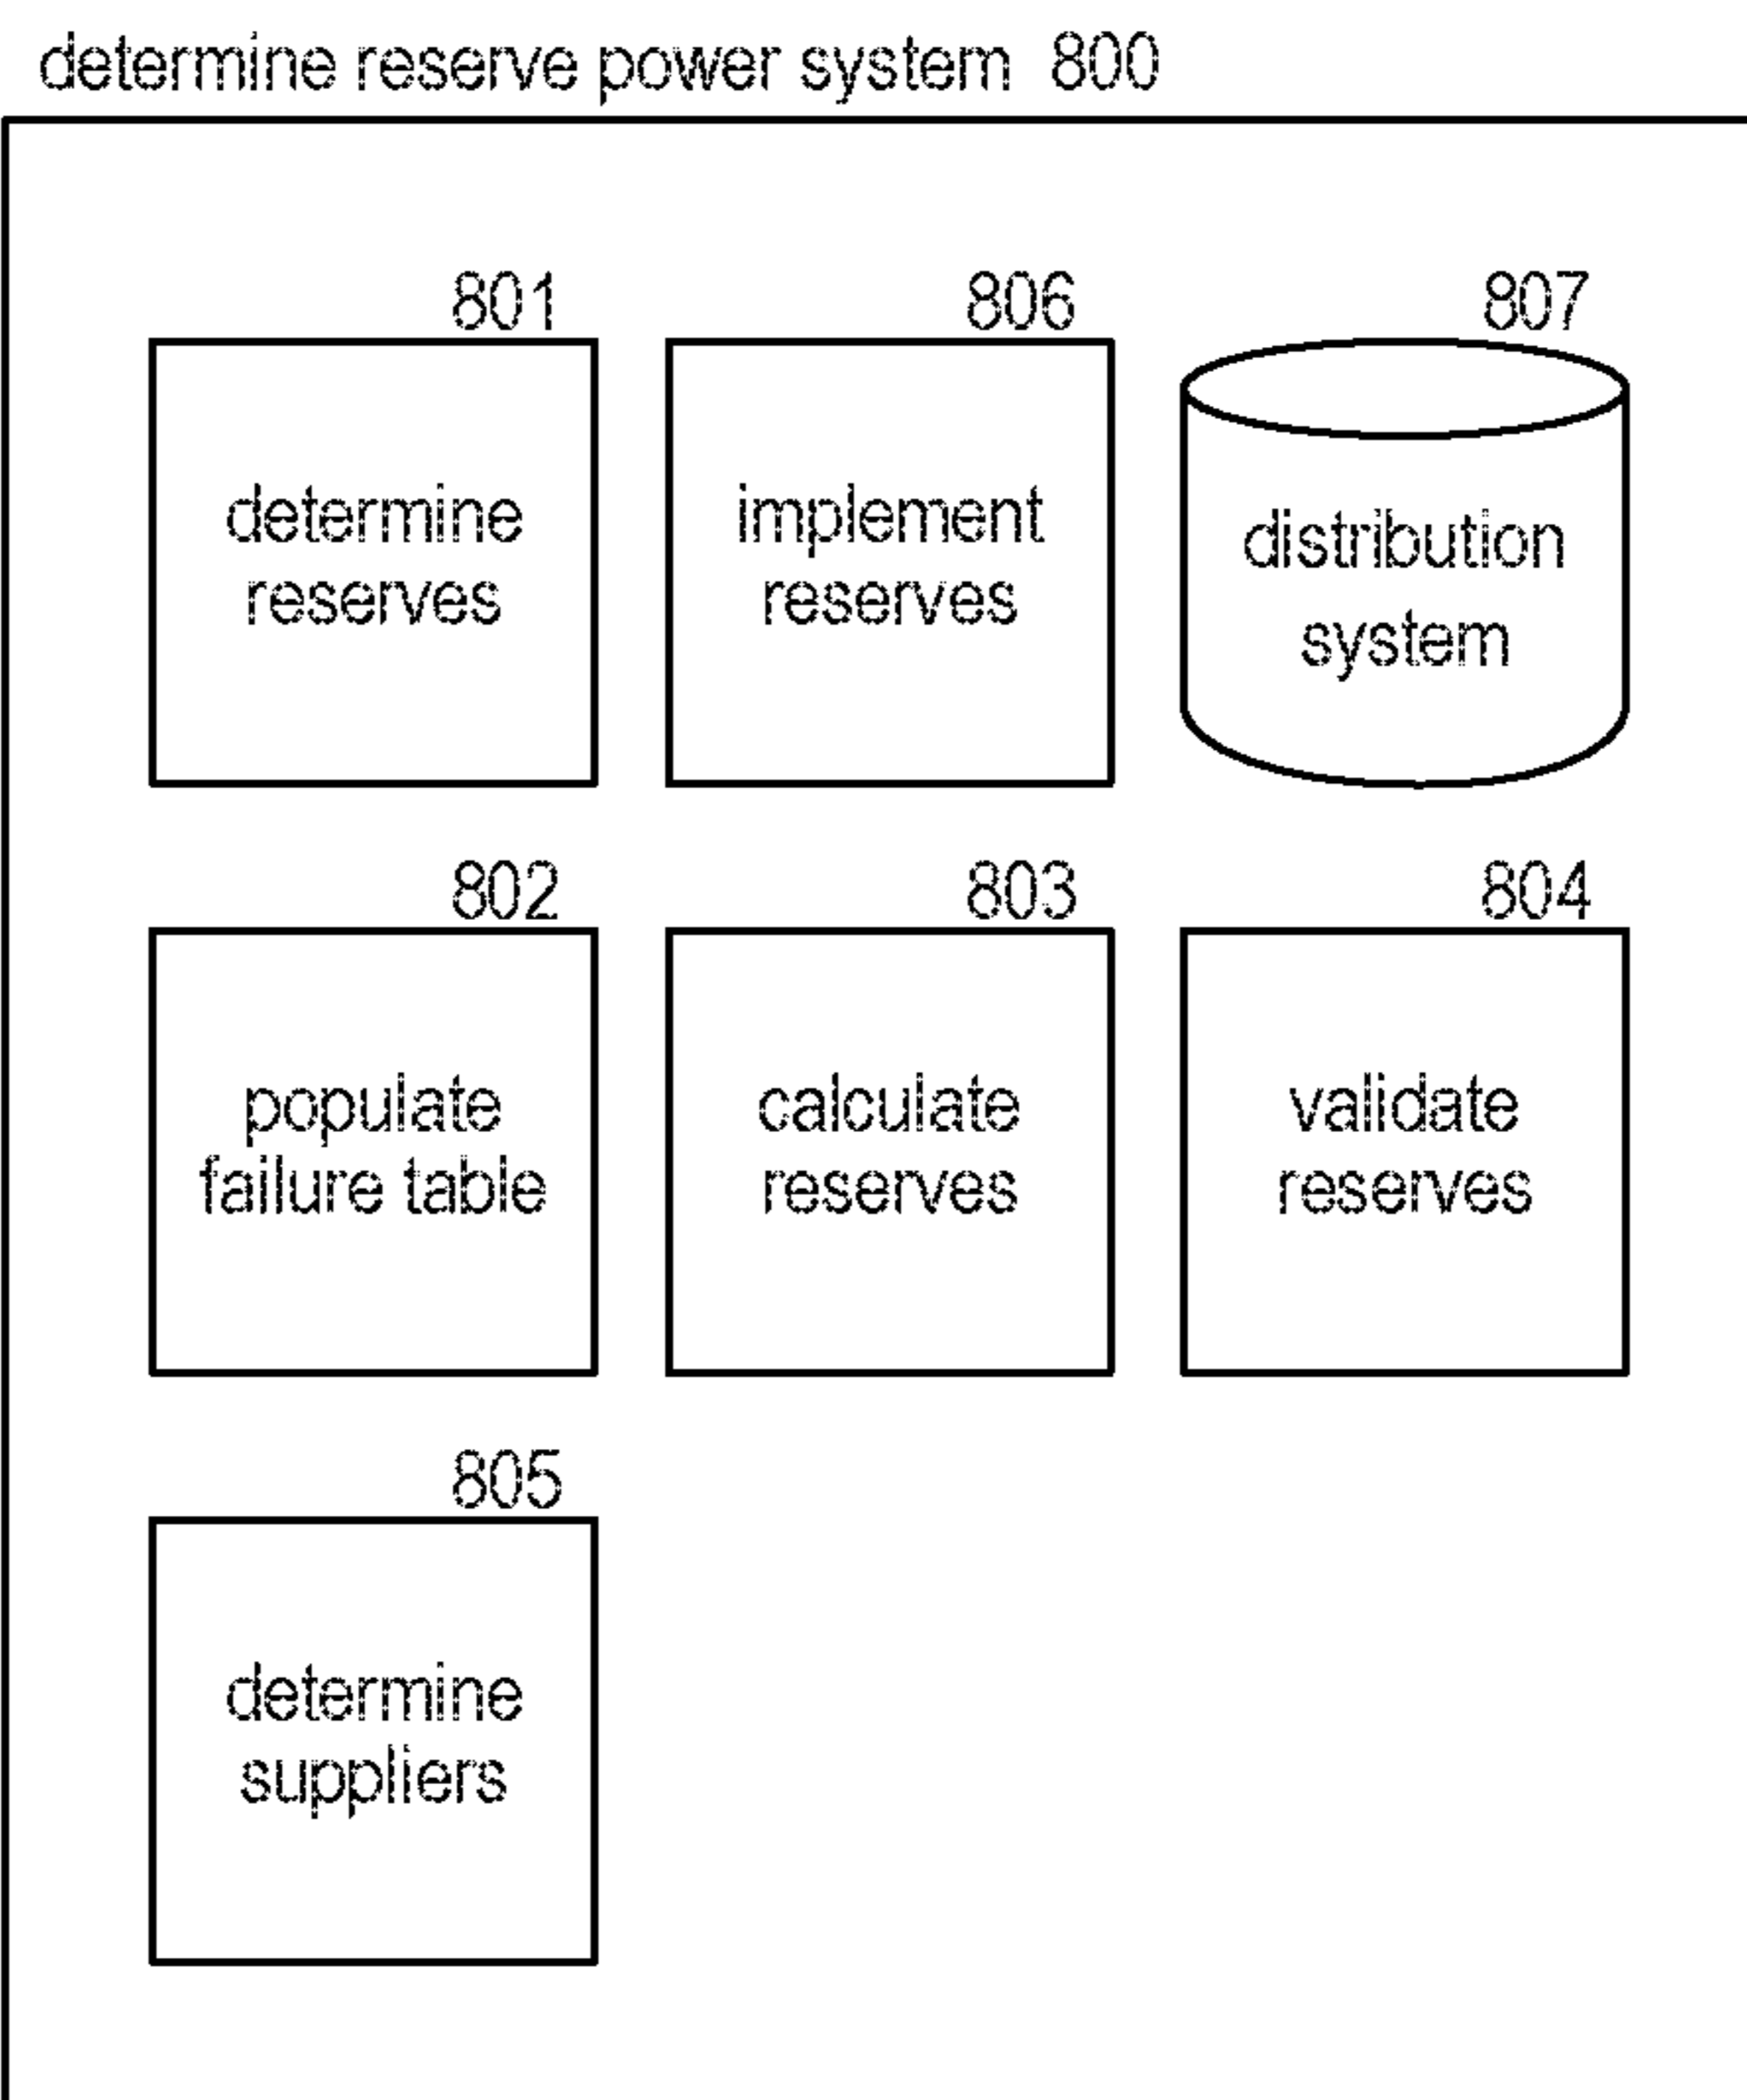 determine reserve power system 800
801
determine
reserves
806
implement
reserves
807
distribution
system
802
populate
failure table
803
calculate
reserves
804
validate
reserves
805
determine
suppliers